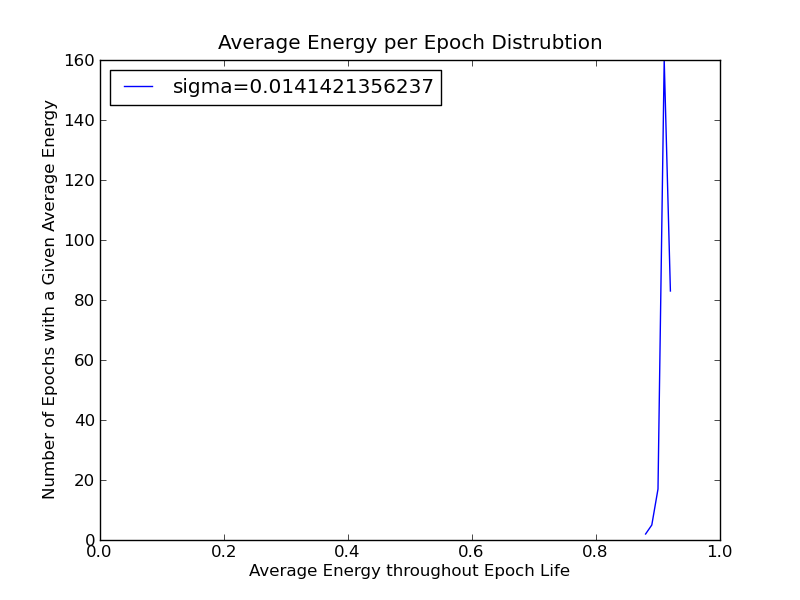 Average Energy per Epoch Distrubtion
sigma=0.0141421356237
Number of Epochs with a Given Average Energy
160
140
120
100
80
60
40
20
0
0.0 0.2 0.4 0.6 0.8 1.0
Average Energy throughout Epoch Life